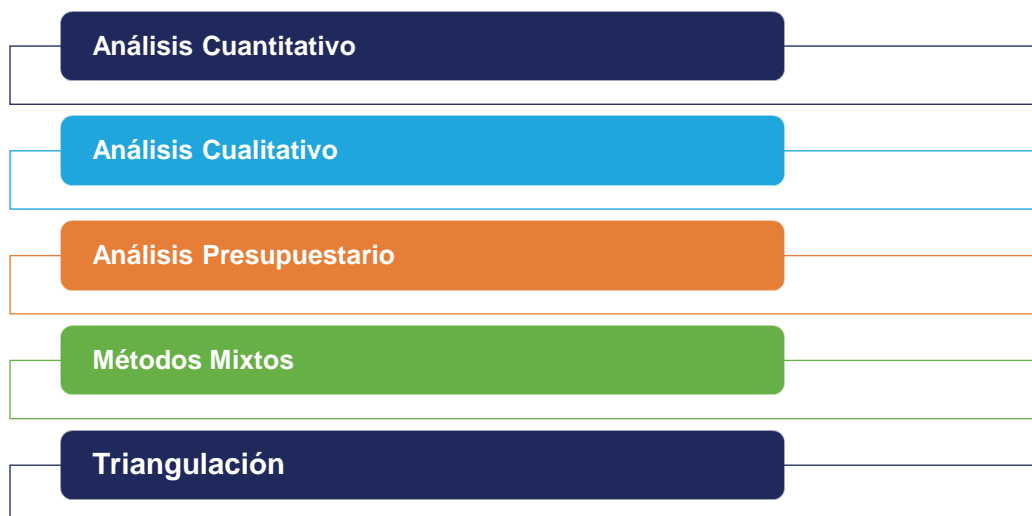 Análisis Cuantitativo
Análisis Cualitativo
Análisis Presupuestario
Métodos Mixtos
Triangulación